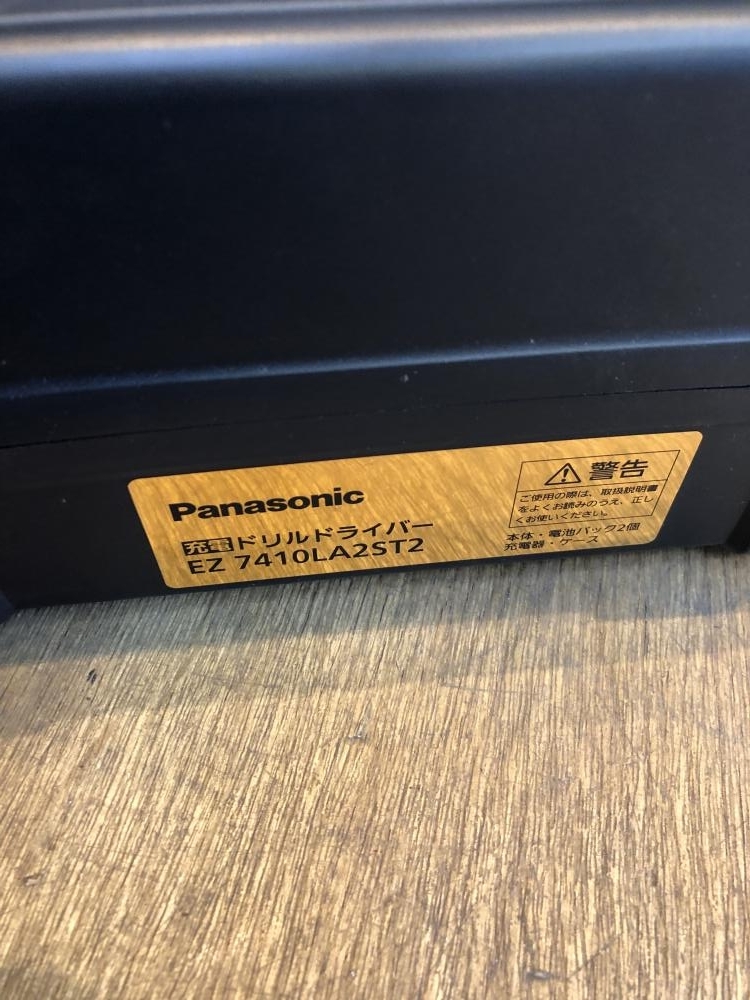 Panasonic
充電ドリルドライバー
EZ 7410LA2ST2
⚠ 警告
ご使用の際は、取扱説明書
をよくお読みのうえ、正し
くお使いください。
本体・電池パック2個
充電器・ケース